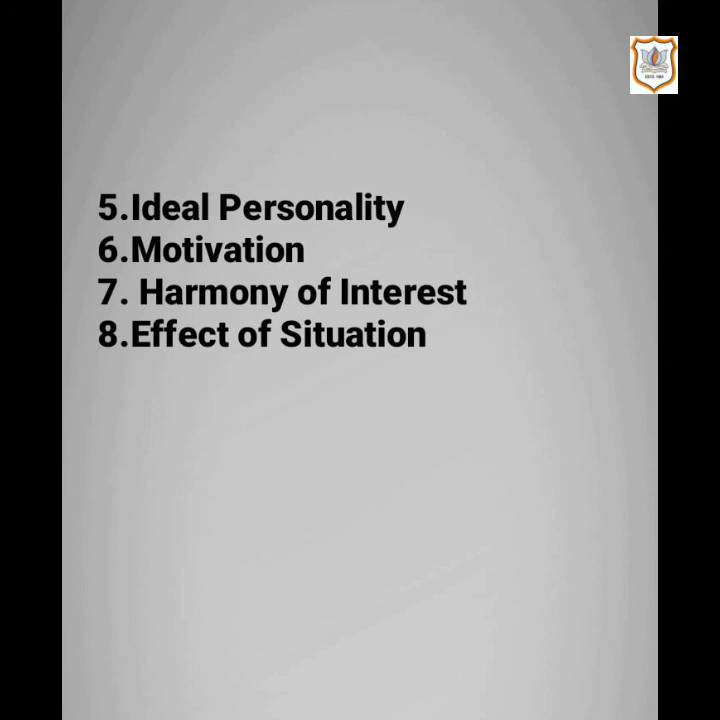 5.Ideal Personality
6.Motivation
7. Harmony of Interest
8.Effect of Situation